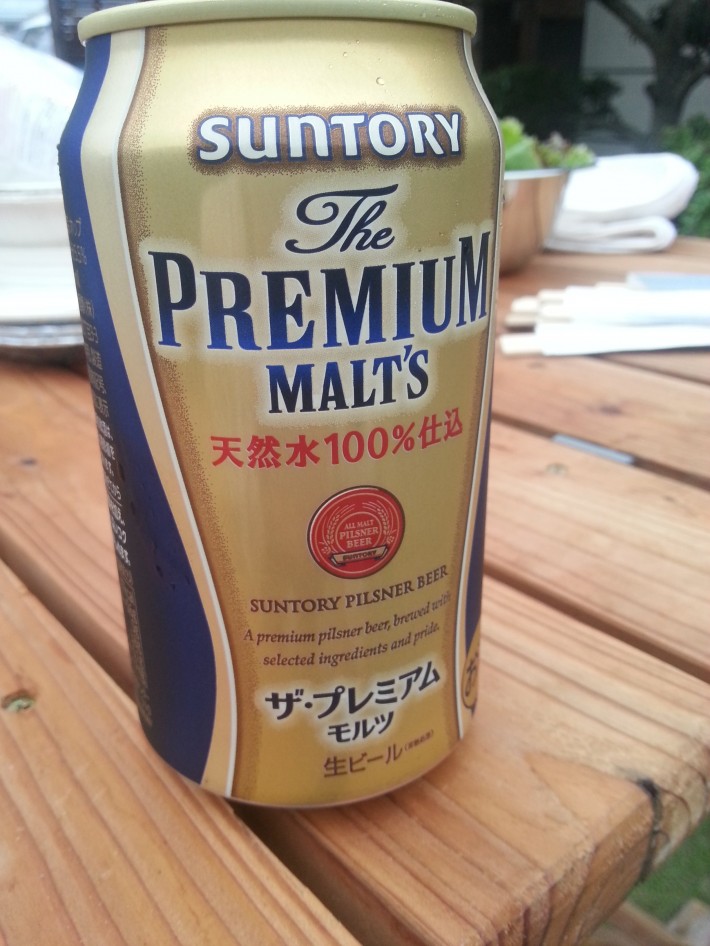 SUNTORY
The
PREMIUM
MALT'S
天然水100%仕込
ALL MALT
PILSNER
BEER
SUNTORY
SUNTORY PILSNER BEER
A premium pilsner beer, brewed with
selected ingredients and pride.
ザ・プレミアム
モルツ
生ビール